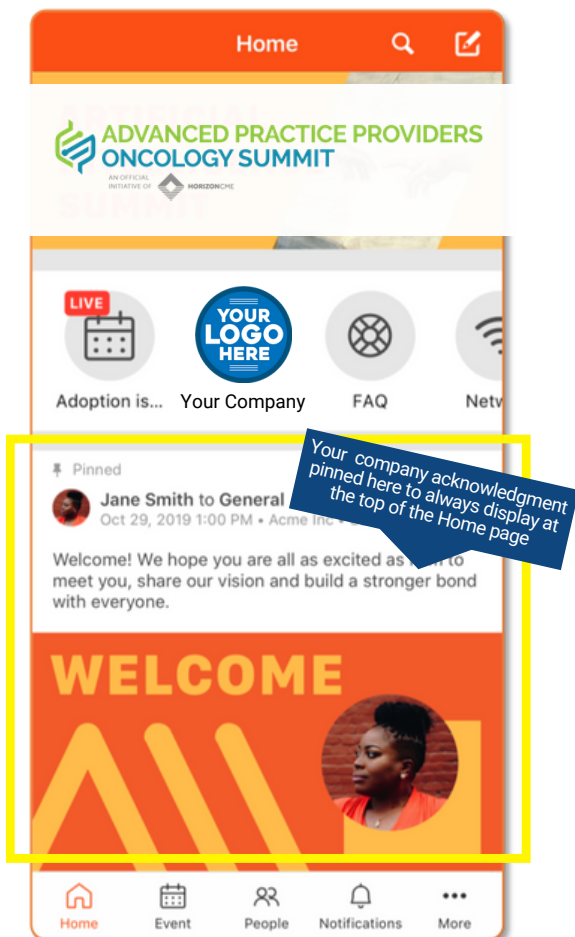 Home
ADVANCED PRACTICE PROVIDERS
ONCOLOGY SUMMIT
AN OFFICIAL
INITIATIVE OF
HORIZONCME
SUMMIT
LIVE
YOUR
LOGO
HERE
Adoption is...
Your Company
FAQ
Netw
Pinned
Jane Smith to General
Oct 29, 2019 1:00 PM • Acme Inc •
Your company acknowledgment
pinned here to always display at
the top of the Home page
Welcome! We hope you are all as excited as to
meet you, share our vision and build a stronger bond
with everyone.
WELCOME
Home
Event
People
Notifications
More